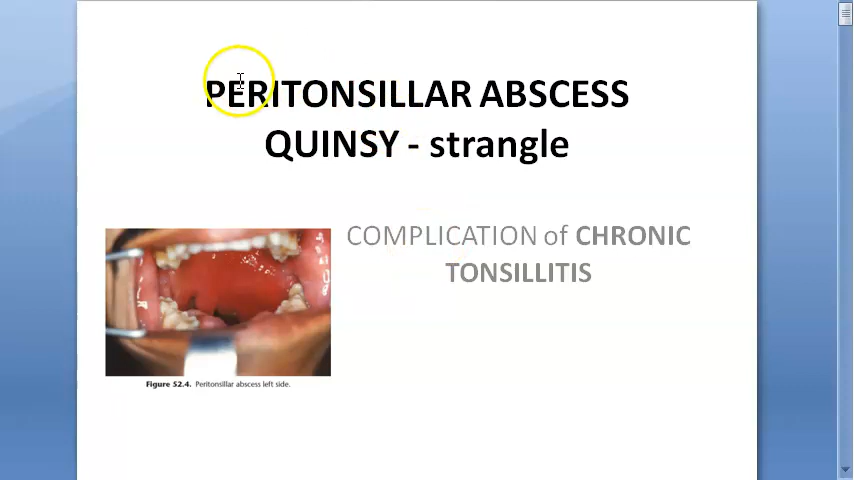 PERITONSILLAR ABSCESS
QUINSY - strangle
COMPLICATION of CHRONIC
TONSILLITIS
Figure 52.4. Peritonsillar abscess left side.